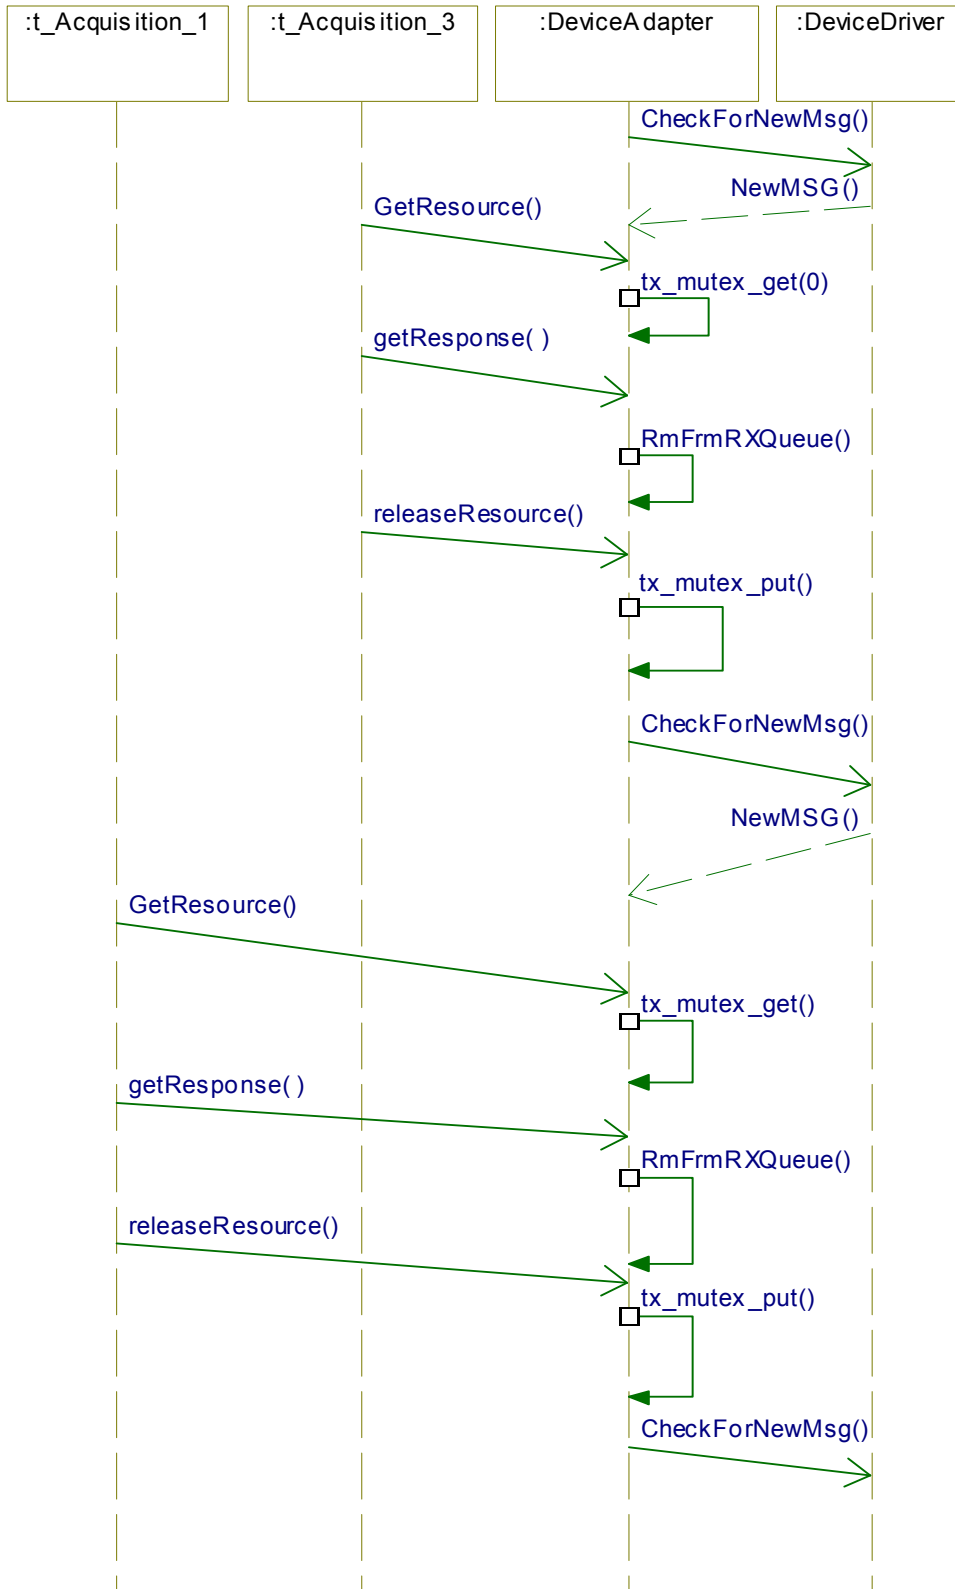 :t_Acquisition_1
:t_Acquisition_3
:DeviceAdapter
:DeviceDriver
CheckForNewMsg()
NewMSG()
GetResource()
tx_mutex_get(0)
getResponse( )
RmFrmRXQueue()
releaseResource()
tx_mutex_put()
CheckForNewMsg()
NewMSG()
GetResource()
tx_mutex_get()
getResponse( )
RmFrmRXQueue()
releaseResource()
tx_mutex_put()
CheckForNewMsg()